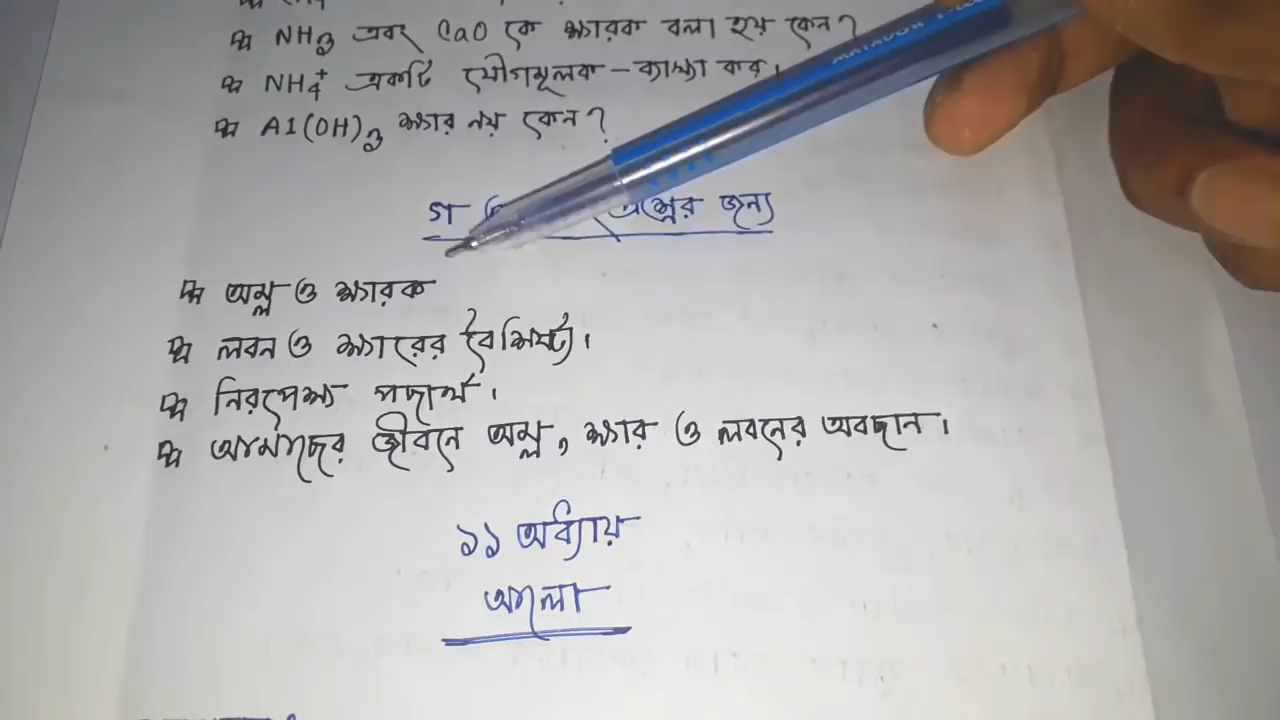 NH3 এবং CaO কে ক্ষারক বলা হয় কেন?
NH4+ একটি যৌগমূলক - ব্যাখ্যা কর।
Al(OH)3 ক্ষার নয় কেন?
গ প্রশ্নের জন্য
অম্ল ও ক্ষারক
লবন ও ক্ষারের বৈশিষ্ট্য।
নিরপেক্ষ পদার্থ।
আমাদের জীবনে অম্ল, ক্ষার ও লবনের অবদান।
১১ অধ্যায়
আলো